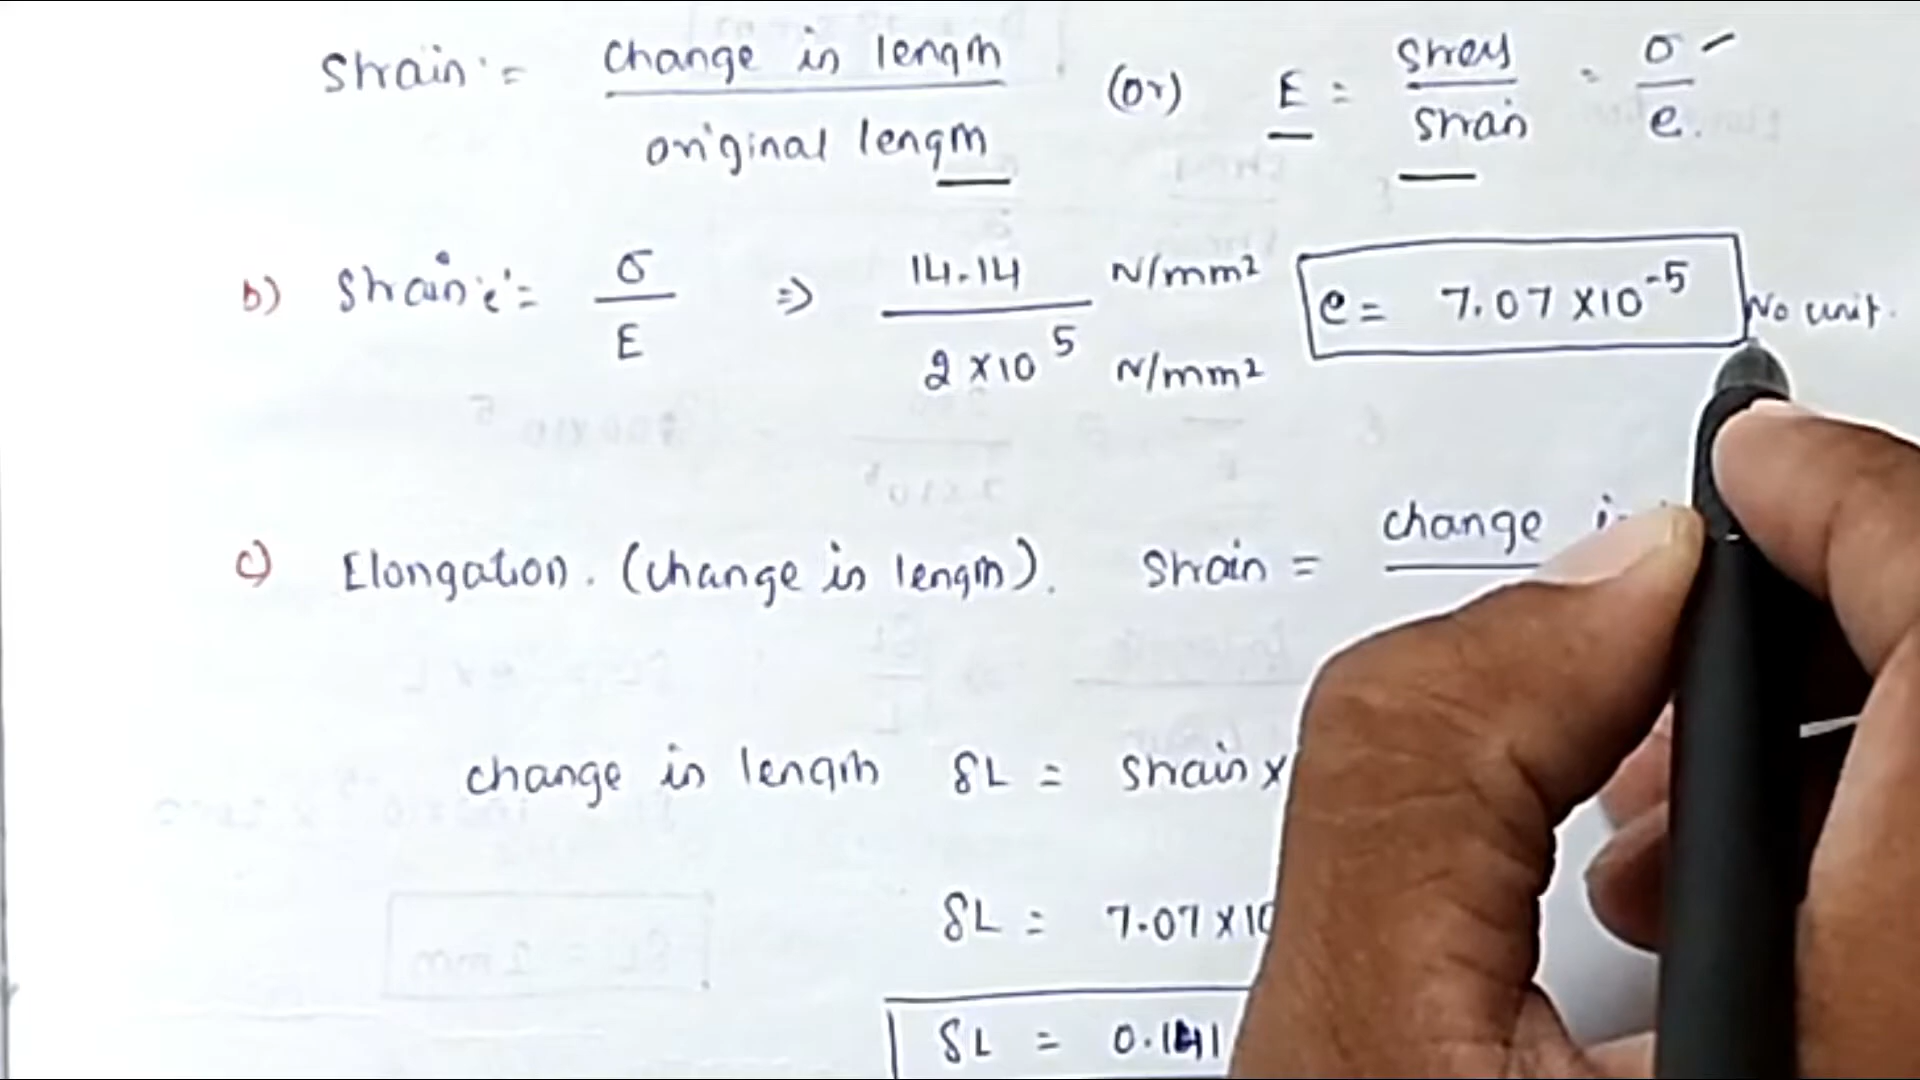 Strain = change in length / original length (or) E = stress / strain = σ / e.
b) Strain 'e' = σ / E ⇒ 14.14 N/mm² / 2 × 10⁵ N/mm² e = 7.07 × 10⁻⁵ No unit.
c) Elongation. (change in length). Strain = change
change in length δL = strain ×
δL = 7.07 × 10
δL = 0.141